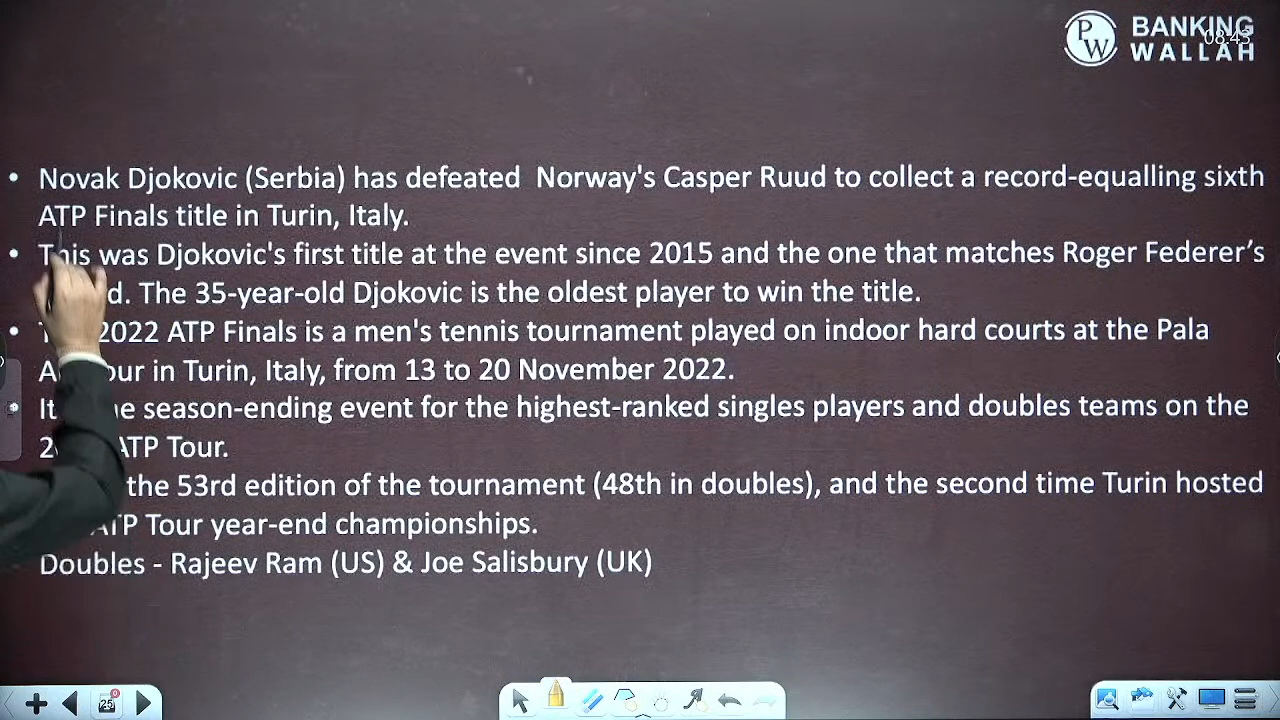 PW BANKING WALLAH
08:43
• Novak Djokovic (Serbia) has defeated Norway's Casper Ruud to collect a record-equalling sixth
ATP Finals title in Turin, Italy.
• This was Djokovic's first title at the event since 2015 and the one that matches Roger Federer’s
d. The 35-year-old Djokovic is the oldest player to win the title.
• 2022 ATP Finals is a men's tennis tournament played on indoor hard courts at the Pala
in Turin, Italy, from 13 to 20 November 2022.
• season-ending event for the highest-ranked singles players and doubles teams on the
ATP Tour.
the 53rd edition of the tournament (48th in doubles), and the second time Turin hosted
ATP Tour year-end championships.
Doubles - Rajeev Ram (US) & Joe Salisbury (UK)
25
0